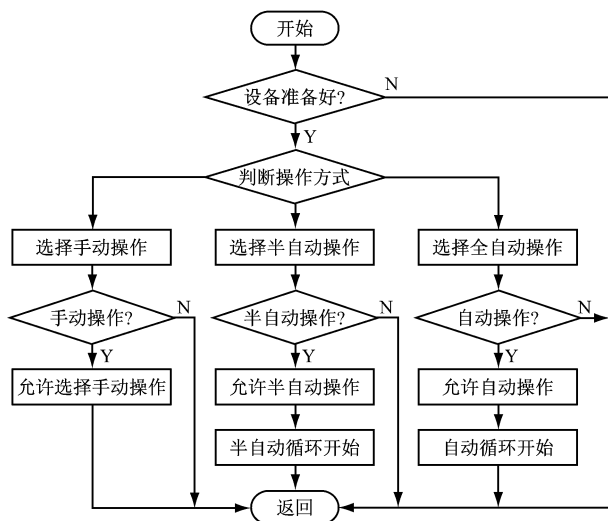 开始
设备准备好?
N
Y
判断操作方式
选择手动操作
选择半自动操作
选择全自动操作
手动操作?
N
半自动操作?
N
自动操作?
N
Y
Y
Y
允许选择手动操作
允许半自动操作
允许自动操作
半自动循环开始
自动循环开始
返回